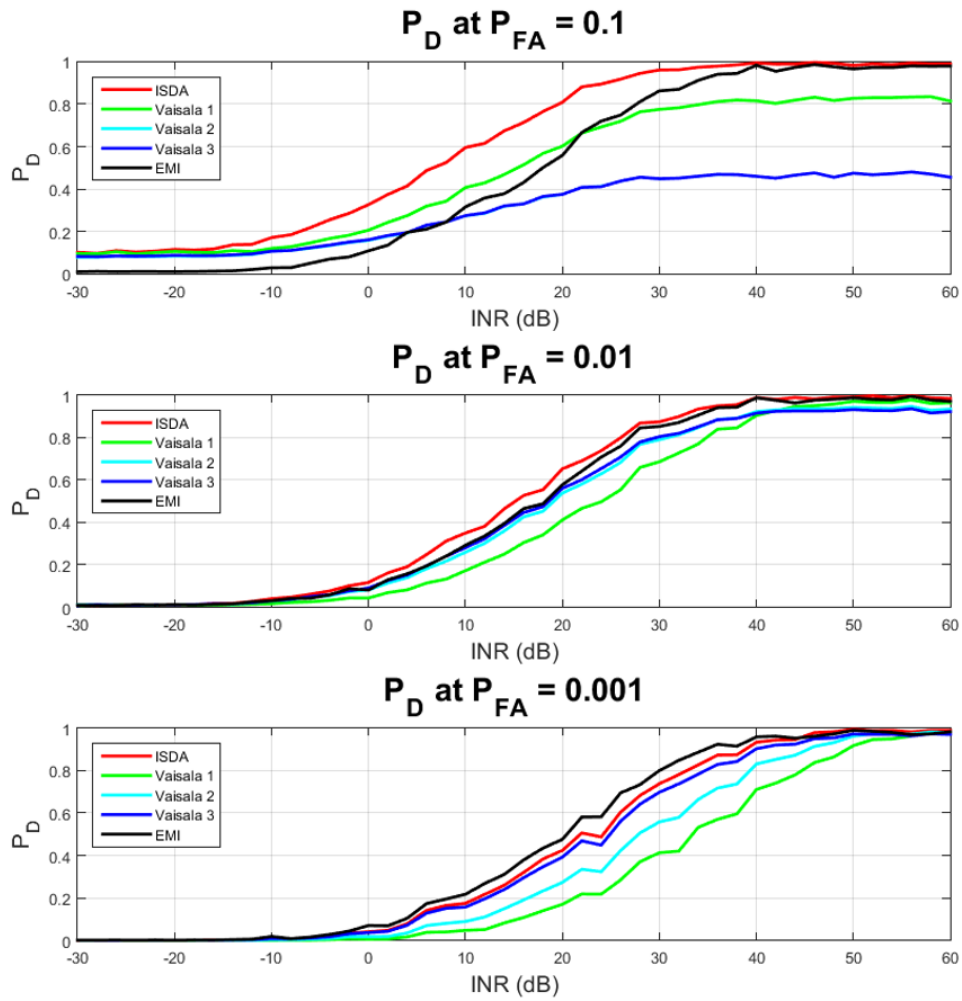 P_D at P_FA = 0.1
P_D
1
0.8
0.6
0.4
0.2
0
ISDA
Vaisala 1
Vaisala 2
Vaisala 3
EMI
-30 -20 -10 0 10 20 30 40 50 60
INR (dB)
P_D at P_FA = 0.01
P_D
1
0.8
0.6
0.4
0.2
0
ISDA
Vaisala 1
Vaisala 2
Vaisala 3
EMI
-30 -20 -10 0 10 20 30 40 50 60
INR (dB)
P_D at P_FA = 0.001
P_D
1
0.8
0.6
0.4
0.2
0
ISDA
Vaisala 1
Vaisala 2
Vaisala 3
EMI
-30 -20 -10 0 10 20 30 40 50 60
INR (dB)